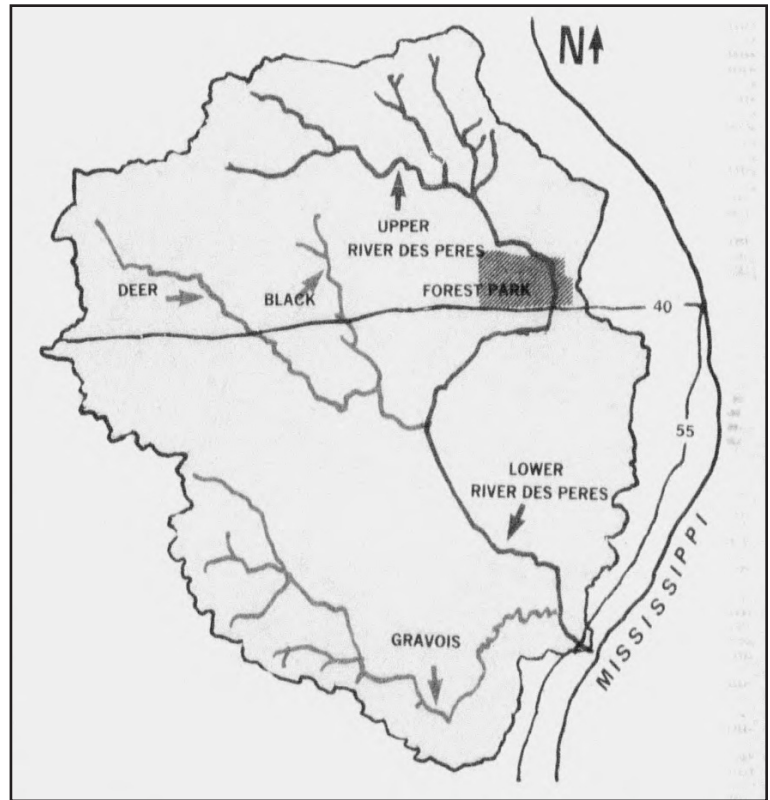 N
UPPER
RIVER DES PERES
DEER
BLACK
FOREST PARK
40
55
LOWER
RIVER DES PERES
GRAVOIS
MISSISSIPPI